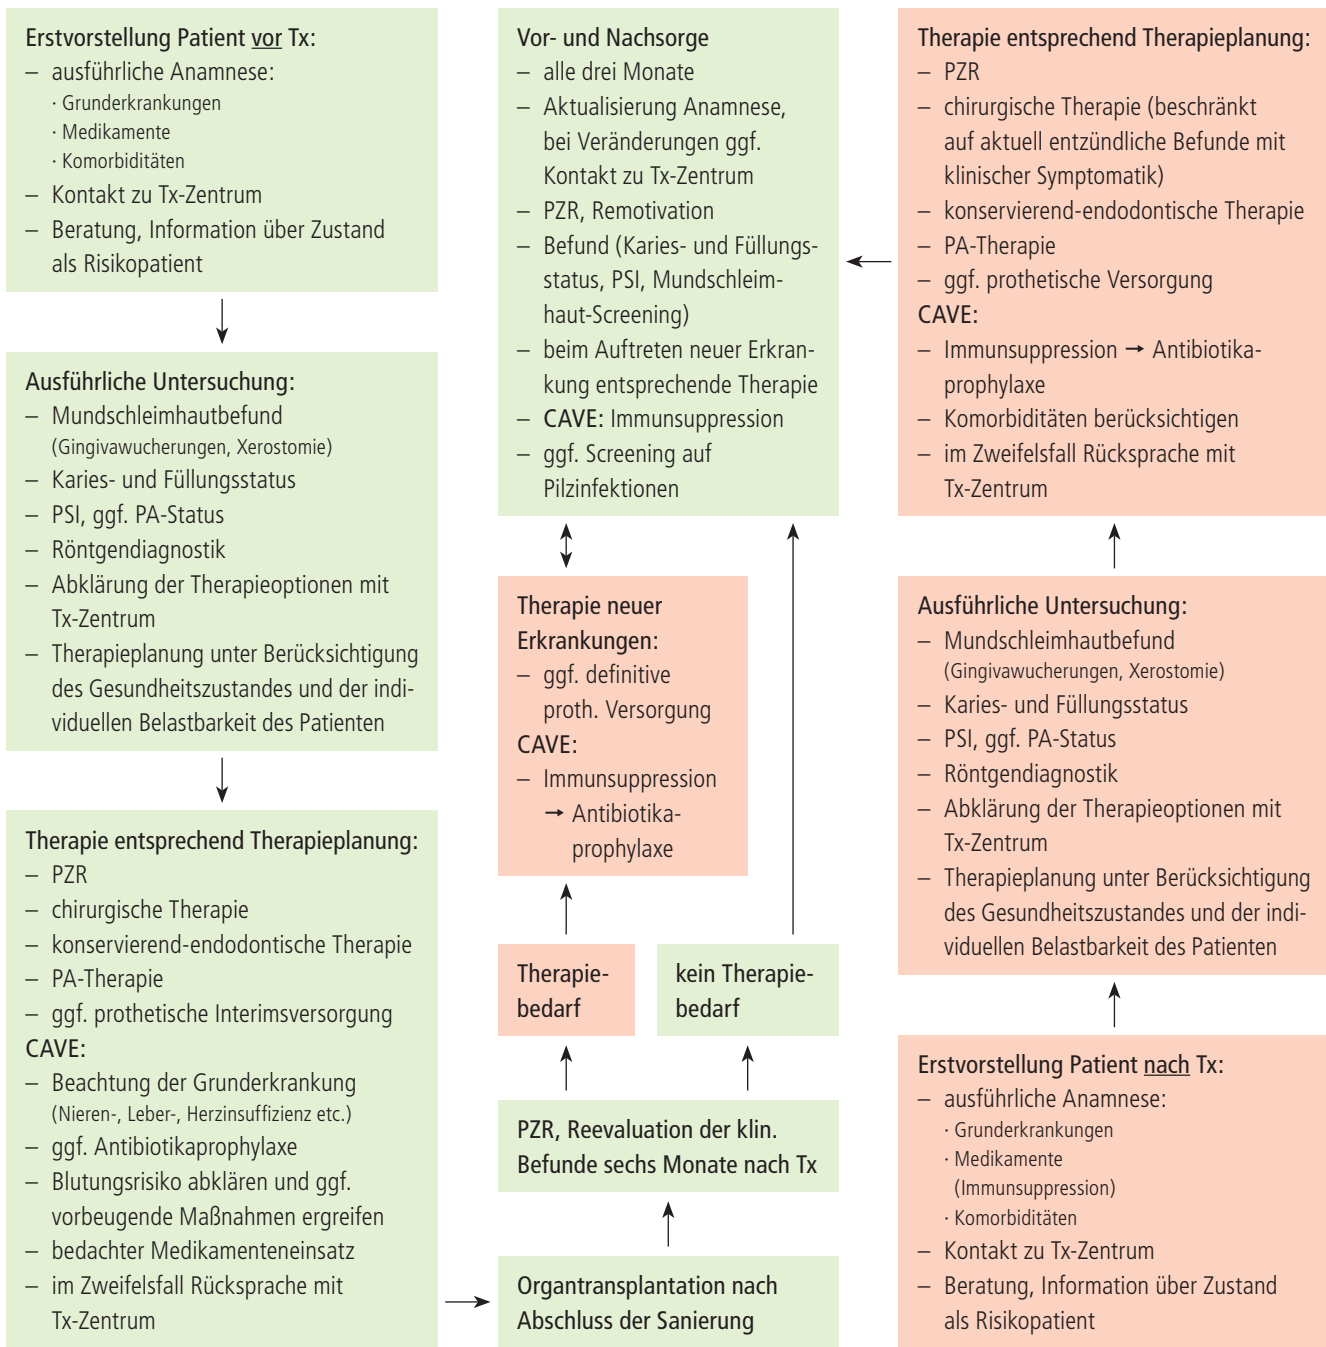 Erstvorstellung Patient vor Tx:
– ausführliche Anamnese:
· Grunderkrankungen
· Medikamente
· Komorbiditäten
– Kontakt zu Tx-Zentrum
– Beratung, Information über Zustand
als Risikopatient
Ausführliche Untersuchung:
– Mundschleimhautbefund
(Gingivawucherungen, Xerostomie)
– Karies- und Füllungsstatus
– PSI, ggf. PA-Status
– Röntgendiagnostik
– Abklärung der Therapieoptionen mit
Tx-Zentrum
– Therapieplanung unter Berücksichtigung
des Gesundheitszustandes und der indi-
viduellen Belastbarkeit des Patienten
Therapie entsprechend Therapieplanung:
– PZR
– chirurgische Therapie
– konservierend-endodontische Therapie
– PA-Therapie
– ggf. prothetische Interimsversorgung
CAVE:
– Beachtung der Grunderkrankung
(Nieren-, Leber-, Herzinsuffizienz etc.)
– ggf. Antibiotikaprophylaxe
– Blutungsrisiko abklären und ggf.
vorbeugende Maßnahmen ergreifen
– bedachter Medikamenteneinsatz
– im Zweifelsfall Rücksprache mit
Tx-Zentrum
Vor- und Nachsorge
– alle drei Monate
– Aktualisierung Anamnese,
bei Veränderungen ggf.
Kontakt zu Tx-Zentrum
– PZR, Remotivation
– Befund (Karies- und Füllungs-
status, PSI, Mundschleim-
haut-Screening)
– beim Auftreten neuer Erkran-
kung entsprechende Therapie
– CAVE: Immunsuppression
– ggf. Screening auf
Pilzinfektionen
Therapie neuer
Erkrankungen:
– ggf. definitive
proth. Versorgung
CAVE:
– Immunsuppression
→ Antibiotika-
prophylaxe
Therapie-
bedarf
kein Therapie-
bedarf
PZR, Reevaluation der klin.
Befunde sechs Monate nach Tx
Organtransplantation nach
Abschluss der Sanierung
Therapie entsprechend Therapieplanung:
– PZR
– chirurgische Therapie (beschränkt
auf aktuell entzündliche Befunde mit
klinischer Symptomatik)
– konservierend-endodontische Therapie
– PA-Therapie
– ggf. prothetische Versorgung
CAVE:
– Immunsuppression → Antibiotika-
prophylaxe
– Komorbiditäten berücksichtigen
– im Zweifelsfall Rücksprache mit
Tx-Zentrum
Ausführliche Untersuchung:
– Mundschleimhautbefund
(Gingivawucherungen, Xerostomie)
– Karies- und Füllungsstatus
– PSI, ggf. PA-Status
– Röntgendiagnostik
– Abklärung der Therapieoptionen mit
Tx-Zentrum
– Therapieplanung unter Berücksichtigung
des Gesundheitszustandes und der indi-
viduellen Belastbarkeit des Patienten
Erstvorstellung Patient nach Tx:
– ausführliche Anamnese:
· Grunderkrankungen
· Medikamente
(Immunsuppression)
· Komorbiditäten
– Kontakt zu Tx-Zentrum
– Beratung, Information über Zustand
als Risikopatient